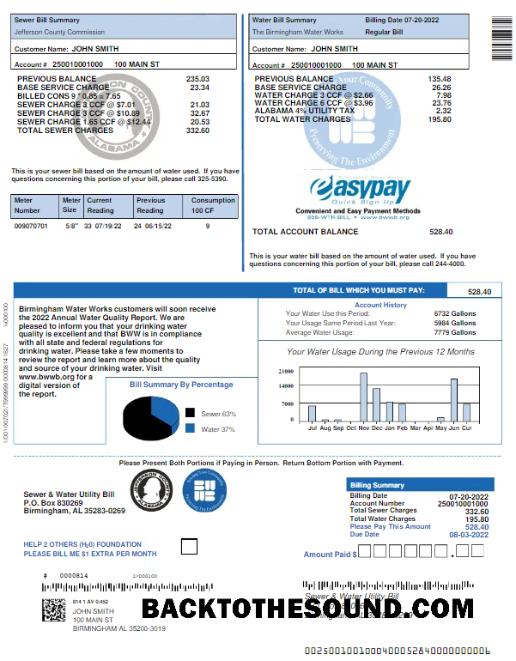 Sewer Bill Summary
Jefferson County Commission
Customer Name: JOHN SMITH
Account # 250010001000 100 MAIN ST
PREVIOUS BALANCE 235.03
BASE SERVICE CHARGE 23.34
BILLED CONS 9 * 0.85 = 7.65
SEWER CHARGE 3 CCF @ $7.01 21.03
SEWER CHARGE 3 CCF @ $10.89 32.67
SEWER CHARGE 1.65 CCF @ $12.44 20.53
TOTAL SEWER CHARGES 332.60
This is your sewer bill based on the amount of water used. If you have
questions concerning this portion of your bill, please call 325-5390.
Meter Number Meter Size Current Reading Previous Reading Consumption 100 CF
009070701 5/8" 33 07/19/22 24 06/15/22 9
Water Bill Summary Billing Date 07-20-2022
The Birmingham Water Works Regular Bill
Customer Name: JOHN SMITH
Account # 250010001000 100 MAIN ST
PREVIOUS BALANCE 135.48
BASE SERVICE CHARGE 26.26
WATER CHARGE 3 CCF @ $2.66 7.98
WATER CHARGE 6 CCF @ $3.96 23.76
ALABAMA 4% UTILITY TAX 2.32
TOTAL WATER CHARGES 195.80
easypay
Quick Sign Up
Convenient and Easy Payment Methods
TOTAL ACCOUNT BALANCE 528.40
This is your water bill based on the amount of water used. If you have
questions concerning this portion of your bill, please call 244-4000.
TOTAL OF BILL WHICH YOU MUST PAY: 528.40
Birmingham Water Works customers will soon receive
the 2022 Annual Water Quality Report. We are
pleased to inform you that your drinking water
quality is excellent and that BWW is in compliance
with all state and federal regulations for
drinking water. Please take a few moments to
review the report and learn more about the quality
and source of your drinking water. Visit
www.bwwb.org for a
digital version of
the report.
Bill Summary By Percentage
Sewer 63%
Water 37%
Account History
Your Water Use this Period: 6732 Gallons
Your Usage Same Period Last Year: 5984 Gallons
Average Water Usage: 7779 Gallons
Your Water Usage During the Previous 12 Months
21000
14000
7000
0
Jul Aug Sep Oct Nov Dec Jan Feb Mar Apr May Jun Cur
Please Present Both Portions if Paying in Person. Return Bottom Portion with Payment.
Sewer & Water Utility Bill
P.O. Box 830269
Birmingham, AL 35283-0269
HELP 2 OTHERS (H2O) FOUNDATION
PLEASE BILL ME $1 EXTRA PER MONTH
Billing Summary
Billing Date 07-20-2022
Account Number 250010001000
Total Sewer Charges 332.60
Total Water Charges 195.80
Please Pay This Amount 528.40
Due Date 08-03-2022
Amount Paid $
# 0000814
JOHN SMITH
100 MAIN ST
BIRMINGHAM AL 35200-3019
Sewer & Water Utility Bill
BACKTOTHESOUND.COM